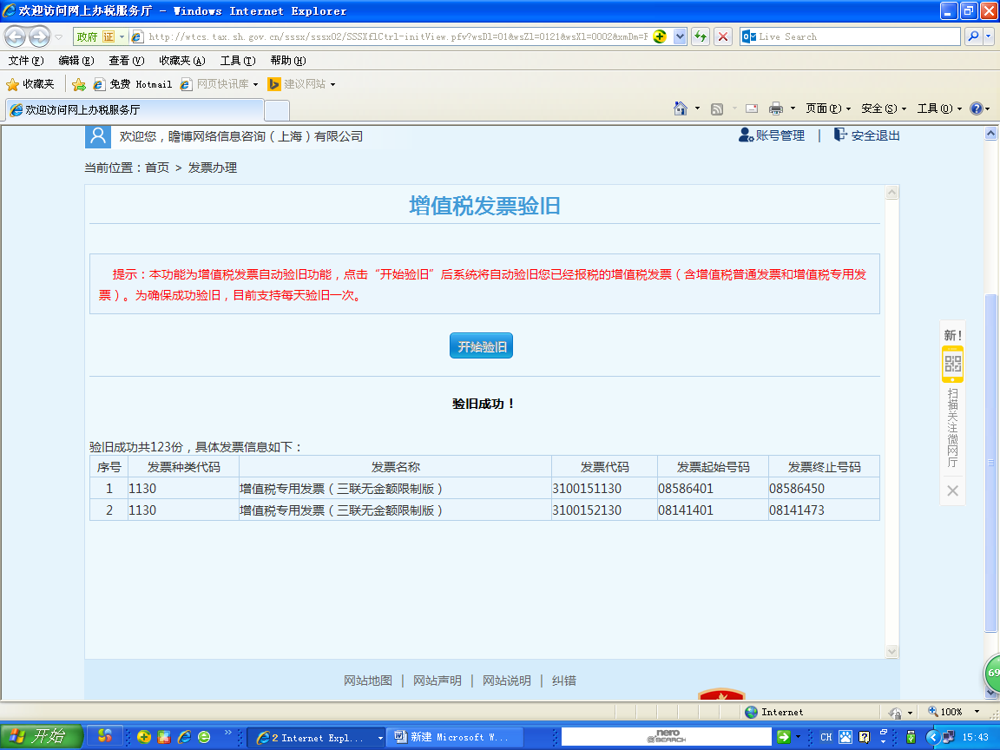 欢迎访问网上办税服务厅 - Windows Internet Explorer
政府 证 http://wtcs.tax.sh.gov.cn/sssx/sssx02/SSSXflCtrl-initView.pfv?wsDl=01&wsZl=0121&wsXl=0002&xmDm=F Live Search
文件(F) 编辑(E) 查看(V) 收藏夹(A) 工具(T) 帮助(H)
收藏夹 免费 Hotmail 网页快讯库 建议网站
欢迎访问网上办税服务厅 页面(P) 安全(S) 工具(O)
欢迎您，瞻博网络信息咨询（上海）有限公司 账号管理 | 安全退出
当前位置：首页 > 发票办理
增值税发票验旧
提示：本功能为增值税发票自动验旧功能，点击“开始验旧”后系统将自动验旧您已经报税的增值税发票（含增值税普通发票和增值税专用发
票）。为确保成功验旧，目前支持每天验旧一次。
开始验旧
验旧成功！
验旧成功共123份，具体发票信息如下：
序号 发票种类代码 发票名称 发票代码 发票起始号码 发票终止号码
1 1130 增值税专用发票（三联无金额限制版） 3100151130 08586401 08586450
2 1130 增值税专用发票（三联无金额限制版） 3100152130 08141401 08141473
新！
扫描关注微网厅
网站地图 | 网站声明 | 网站说明 | 纠错
69
Internet 100%
开始 2 Internet Expl... 新建 Microsoft W... nero SEARCH CH 15:43